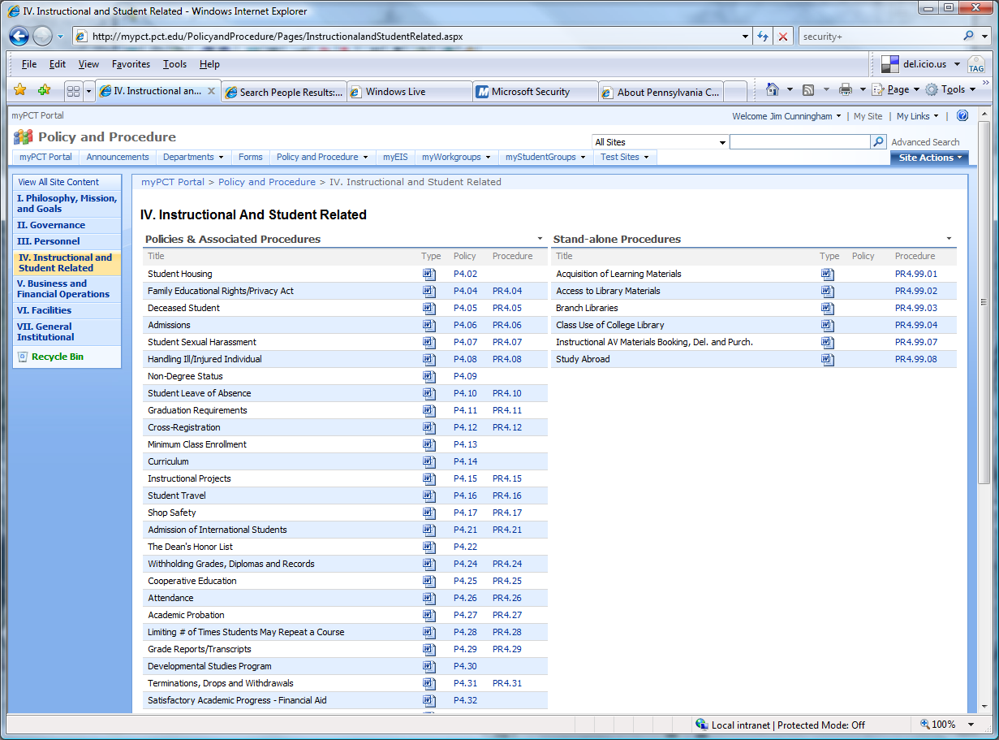 IV. Instructional and Student Related - Windows Internet Explorer
http://mypct.pct.edu/PolicyandProcedure/Pages/InstructionalandStudentRelated.aspx
security+
File Edit View Favorites Tools Help
del.icio.us
TAG
IV. Instructional an...
Search People Results:...
Windows Live
Microsoft Security
About Pennsylvania C...
Page
Tools
myPCT Portal
Welcome Jim Cunningham | My Site | My Links |
Policy and Procedure
All Sites
Advanced Search
myPCT Portal Announcements Departments Forms Policy and Procedure myEIS myWorkgroups myStudentGroups Test Sites
Site Actions
View All Site Content
I. Philosophy, Mission,
and Goals
II. Governance
III. Personnel
IV. Instructional and
Student Related
V. Business and
Financial Operations
VI. Facilities
VII. General
Institutional
Recycle Bin
myPCT Portal > Policy and Procedure > IV. Instructional and Student Related
IV. Instructional And Student Related
Policies & Associated Procedures
Title Type Policy Procedure
Student Housing P4.02
Family Educational Rights/Privacy Act P4.04 PR4.04
Deceased Student P4.05 PR4.05
Admissions P4.06 PR4.06
Student Sexual Harassment P4.07 PR4.07
Handling Ill/Injured Individual P4.08 PR4.08
Non-Degree Status P4.09
Student Leave of Absence P4.10 PR4.10
Graduation Requirements P4.11 PR4.11
Cross-Registration P4.12 PR4.12
Minimum Class Enrollment P4.13
Curriculum P4.14
Instructional Projects P4.15 PR4.15
Student Travel P4.16 PR4.16
Shop Safety P4.17 PR4.17
Admission of International Students P4.21 PR4.21
The Dean's Honor List P4.22
Withholding Grades, Diplomas and Records P4.24 PR4.24
Cooperative Education P4.25 PR4.25
Attendance P4.26 PR4.26
Academic Probation P4.27 PR4.27
Limiting # of Times Students May Repeat a Course P4.28 PR4.28
Grade Reports/Transcripts P4.29 PR4.29
Developmental Studies Program P4.30
Terminations, Drops and Withdrawals P4.31 PR4.31
Satisfactory Academic Progress - Financial Aid P4.32
Stand-alone Procedures
Title Type Policy Procedure
Acquisition of Learning Materials PR4.99.01
Access to Library Materials PR4.99.02
Branch Libraries PR4.99.03
Class Use of College Library PR4.99.04
Instructional AV Materials Booking, Del. and Purch. PR4.99.07
Study Abroad PR4.99.08
Local intranet | Protected Mode: Off
100%